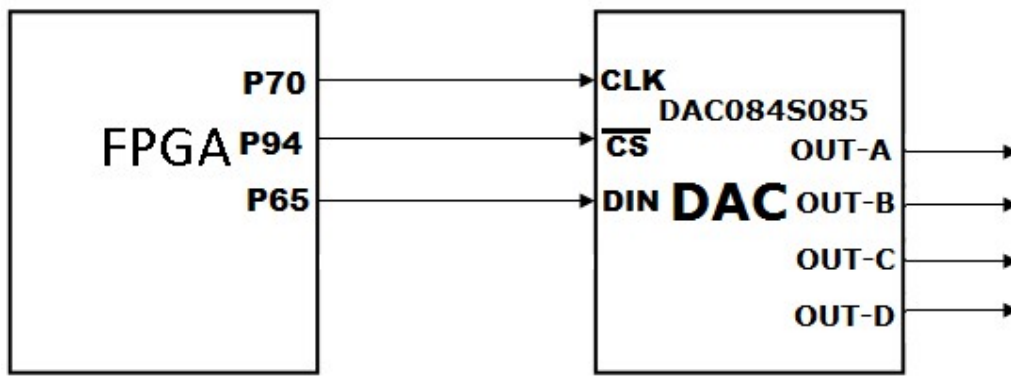 P70
FPGA
P94
P65
CLK
DAC084S085
CS
OUT-A
DIN
DAC
OUT-B
OUT-C
OUT-D